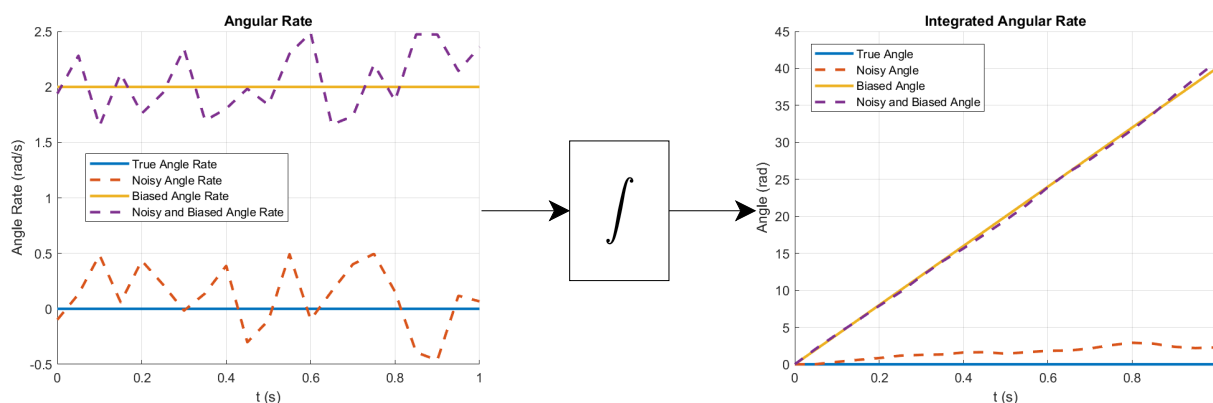 Angular Rate
2.5
2
1.5
1
0.5
0
-0.5
Angle Rate (rad/s)
True Angle Rate
Noisy Angle Rate
Biased Angle Rate
Noisy and Biased Angle Rate
0
0.2
0.4
0.6
0.8
1
t (s)
∫
Integrated Angular Rate
45
40
35
30
25
20
15
10
5
0
Angle (rad)
True Angle
Noisy Angle
Biased Angle
Noisy and Biased Angle
0
0.2
0.4
0.6
0.8
t (s)